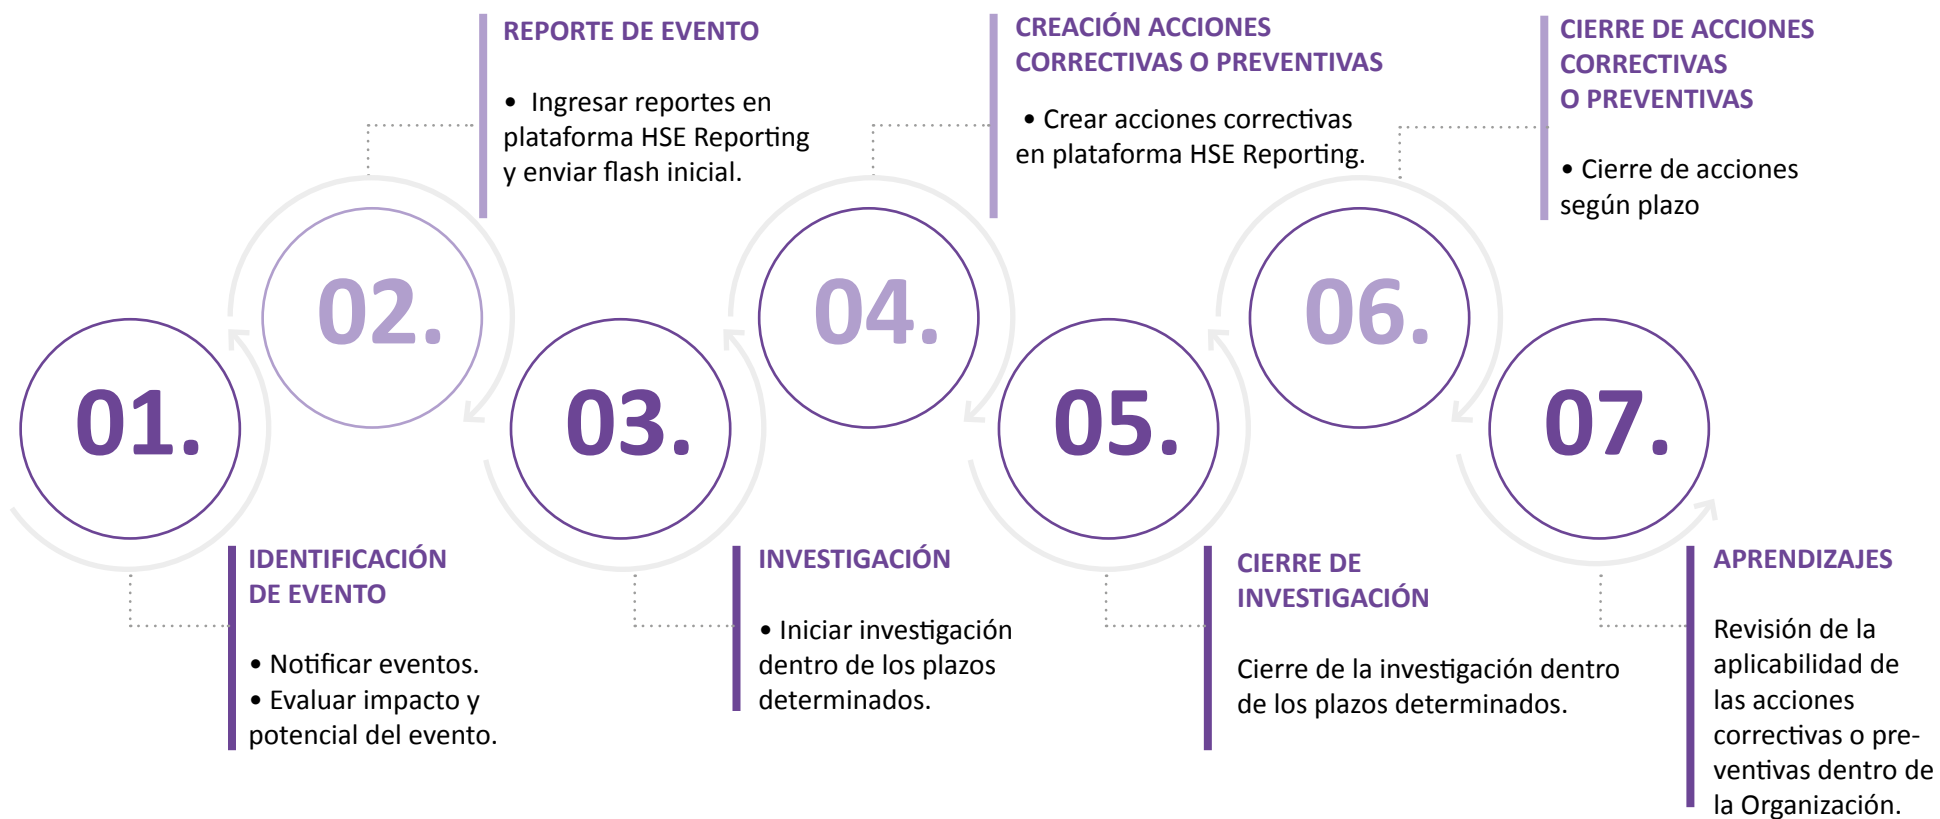 01.
IDENTIFICACIÓN
DE EVENTO
• Notificar eventos.
• Evaluar impacto y
potencial del evento.
02.
REPORTE DE EVENTO
• Ingresar reportes en
plataforma HSE Reporting
y enviar flash inicial.
03.
INVESTIGACIÓN
• Iniciar investigación
dentro de los plazos
determinados.
04.
CREACIÓN ACCIONES
CORRECTIVAS O PREVENTIVAS
• Crear acciones correctivas
en plataforma HSE Reporting.
05.
CIERRE DE
INVESTIGACIÓN
Cierre de la investigación dentro
de los plazos determinados.
06.
CIERRE DE ACCIONES
CORRECTIVAS
O PREVENTIVAS
• Cierre de acciones
según plazo
07.
APRENDIZAJES
Revisión de la
aplicabilidad de
las acciones
correctivas o pre-
ventivas dentro de
la Organización.